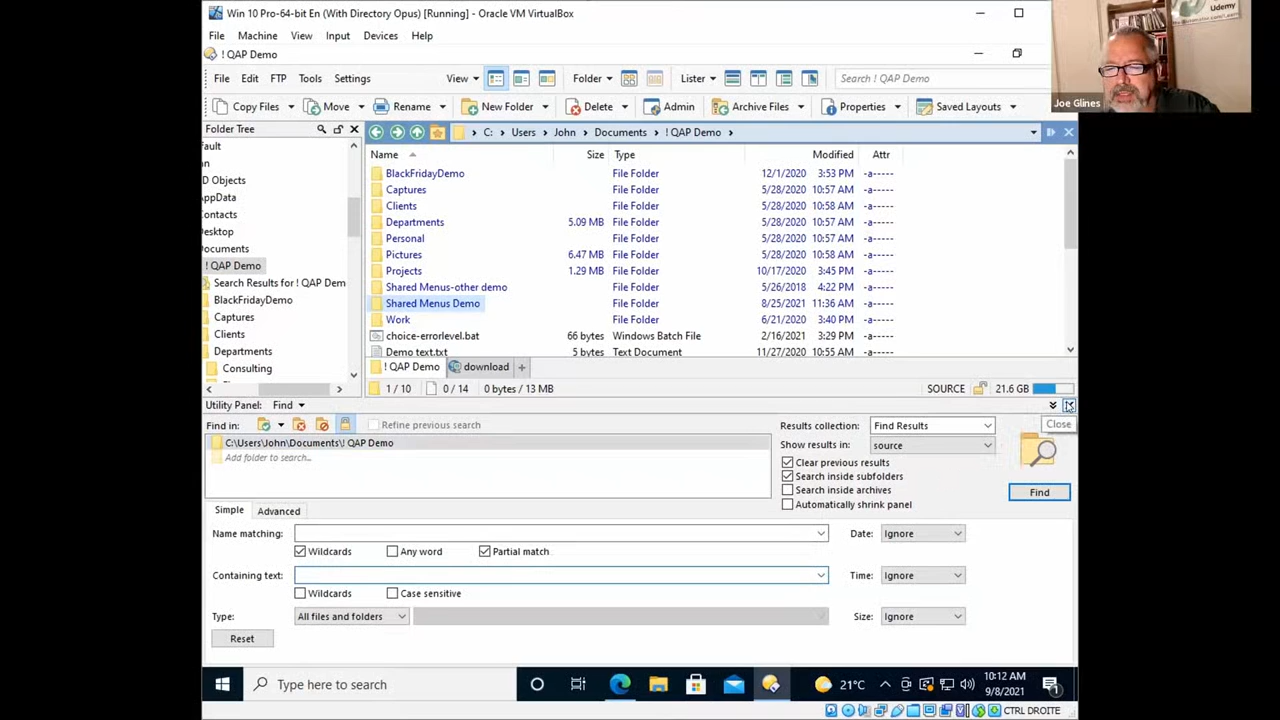 Win 10 Pro-64-bit En (With Directory Opus) [Running] - Oracle VM VirtualBox
File Machine View Input Devices Help
! QAP Demo
File Edit FTP Tools Settings View Folder Lister Search ! QAP Demo
Copy Files Move Rename New Folder Delete Admin Archive Files Properties Saved Layouts
Udemy
Joe Glines
Folder Tree
C: Users John Documents ! QAP Demo
fault
an
D Objects
AppData
Contacts
Desktop
Documents
! QAP Demo
Search Results for ! QAP Dem
BlackFridayDemo
Captures
Clients
Departments
Consulting
Name Size Type Modified Attr
BlackFridayDemo File Folder 12/1/2020 3:53 PM -a-----
Captures File Folder 5/28/2020 10:57 AM -a-----
Clients File Folder 5/28/2020 10:58 AM -a-----
Departments 5.09 MB File Folder 5/28/2020 10:57 AM -a-----
Personal File Folder 5/28/2020 10:57 AM -a-----
Pictures 6.47 MB File Folder 5/28/2020 10:58 AM -a-----
Projects 1.29 MB File Folder 10/17/2020 3:45 PM -a-----
Shared Menus-other demo File Folder 5/26/2018 4:22 PM -a-----
Shared Menus Demo File Folder 8/25/2021 11:36 AM -a-----
Work File Folder 6/21/2020 3:40 PM -a-----
choice-errorlevel.bat 66 bytes Windows Batch File 2/16/2021 3:29 PM -a-----
Demo text.txt 5 bytes Text Document 11/27/2020 10:55 AM -a-----
! QAP Demo download +
1 / 10 0 / 14 0 bytes / 13 MB SOURCE 21.6 GB
Utility Panel: Find
Close
Find in: Refine previous search
C:\Users\John\Documents\! QAP Demo
Add folder to search...
Results collection: Find Results
Show results in: source
Clear previous results
Search inside subfolders
Search inside archives
Automatically shrink panel
Find
Simple Advanced
Name matching: Date: Ignore
Wildcards Any word Partial match
Containing text: Time: Ignore
Wildcards Case sensitive
Type: All files and folders Size: Ignore
Reset
Type here to search 21°C 10:12 AM
9/8/2021
1
CTRL DROITE